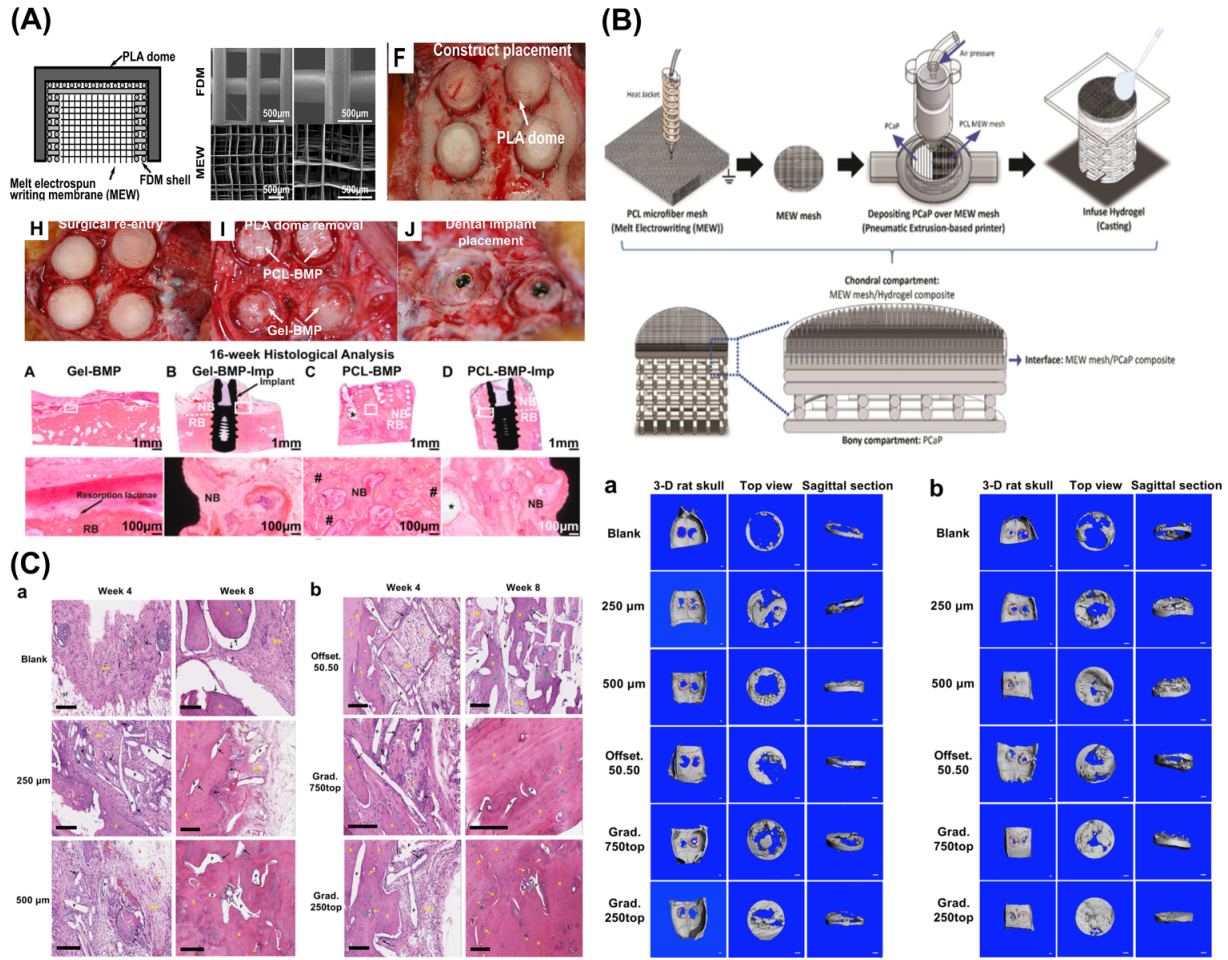 (A)
PLA dome
Melt electrospun
writing membrane (MEW)
FDM shell
FDM
MEW
500µm
500µm
500µm
500µm
F
Construct placement
PLA dome
H
Surgical re-entry
I
PLA dome removal
PCL-BMP
Gel-BMP
J
Dental implant
placement
16-week Histological Analysis
A
Gel-BMP
B
Gel-BMP-Imp
C
PCL-BMP
D
PCL-BMP-Imp
Implant
NB
RB
NB
RB
NB
RB
1mm
1mm
1mm
1mm
Resorption lacunae
RB
NB
#
NB
#
#
*
NB
100µm
100µm
100µm
100µm
(B)
Heat Jacket
Air pressure
PCaP
PCL MEW mesh
PCL microfiber mesh
(Melt Electrowriting (MEW))
MEW mesh
Depositing PCaP over MEW mesh
(Pneumatic Extrusion-based printer)
Infuse Hydrogel
(Casting)
Chondral compartment:
MEW mesh/Hydrogel composite
Interface: MEW mesh/PCaP composite
Bony compartment: PCaP
(C)
a
Week 4
Week 8
Blank
250 µm
500 µm
b
Week 4
Week 8
Offset.
50.50
Grad.
750top
Grad.
250top
a
3-D rat skull
Top view
Sagittal section
Blank
250 µm
500 µm
Offset.
50.50
Grad.
750top
Grad.
250top
b
3-D rat skull
Top view
Sagittal section
Blank
250 µm
500 µm
Offset.
50.50
Grad.
750top
Grad.
250top